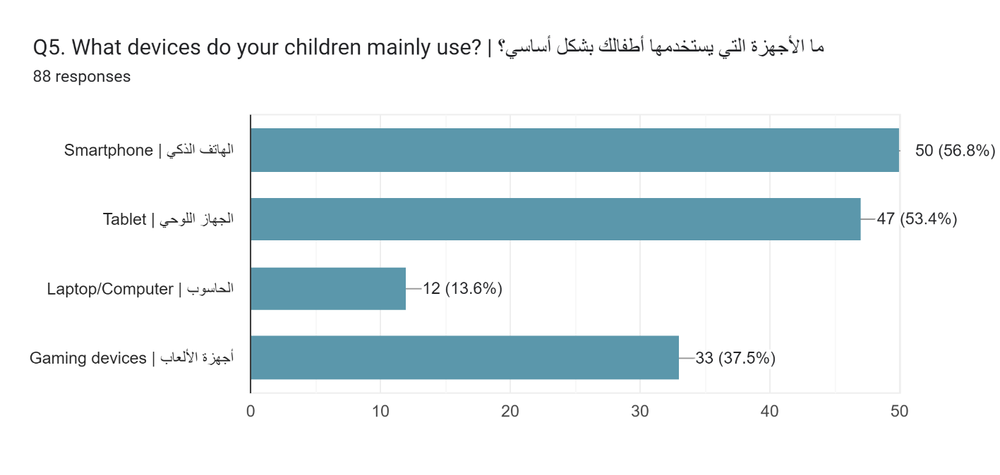 Q5. What devices do your children mainly use? | ما الأجهزة التي يستخدمها أطفالك بشكل أساسي؟
88 responses
Smartphone | الهاتف الذكي
50 (56.8%)
Tablet | الجهاز اللوحي
47 (53.4%)
Laptop/Computer | الحاسوب
12 (13.6%)
Gaming devices | أجهزة الألعاب
33 (37.5%)
0 10 20 30 40 50